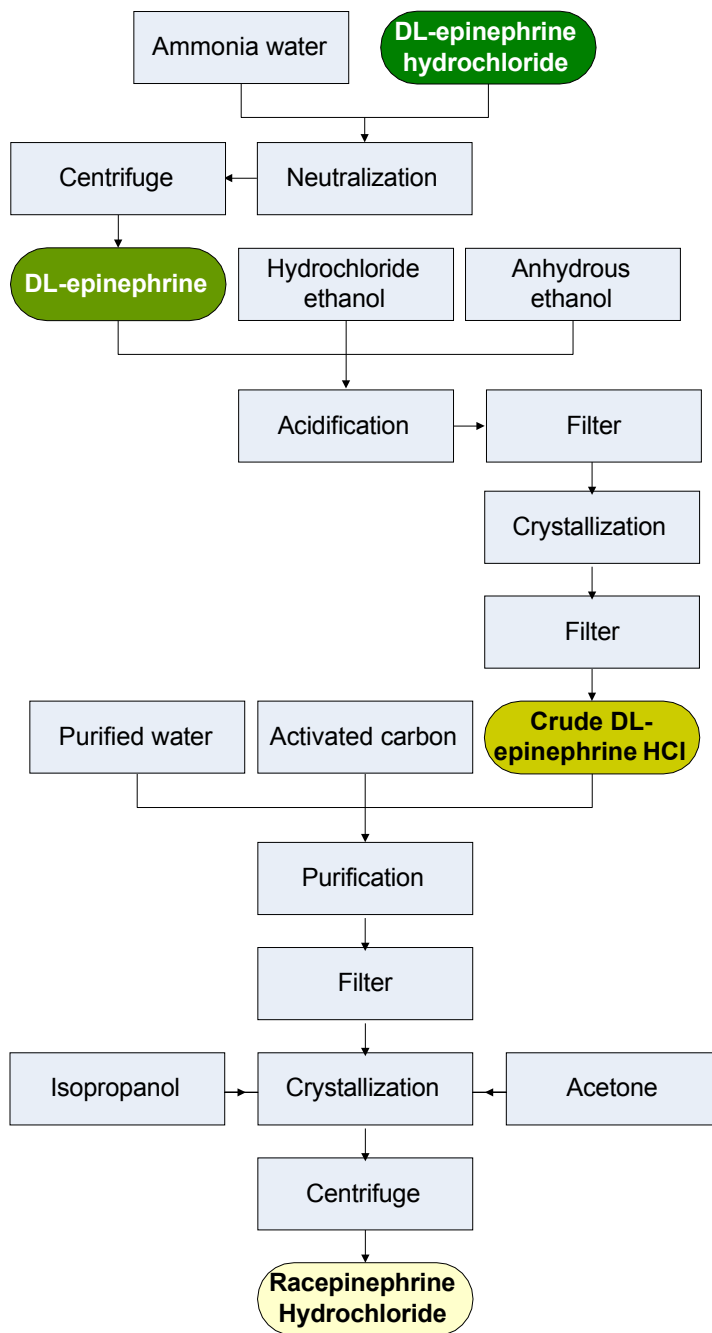 Ammonia water
DL-epinephrine
hydrochloride
Centrifuge
Neutralization
DL-epinephrine
Hydrochloride
ethanol
Anhydrous
ethanol
Acidification
Filter
Crystallization
Filter
Purified water
Activated carbon
Crude DL-
epinephrine HCl
Purification
Filter
Isopropanol
Crystallization
Acetone
Centrifuge
Racepinephrine
Hydrochloride